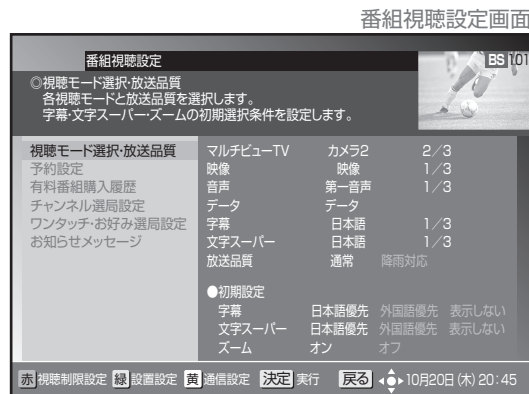 番組視聴設定画面
番組視聴設定
BS 101
◎視聴モード選択・放送品質
各視聴モードと放送品質を選択します。
字幕・文字スーパー・ズームの初期選択条件を設定します。
視聴モード選択・放送品質
予約設定
有料番組購入履歴
チャンネル選局設定
ワンタッチ・お好み選局設定
お知らせメッセージ
マルチビューTV カメラ2 2/3
映像 映像 1/3
音声 第一音声 1/3
データ データ
字幕 日本語 1/3
文字スーパー 日本語 1/3
放送品質 通常 降雨対応
●初期設定
字幕 日本語優先 外国語優先 表示しない
文字スーパー 日本語優先 外国語優先 表示しない
ズーム オン オフ
赤 視聴制限設定 緑 設置設定 黄 通信設定 決定 実行 戻る 10月20日(木)20:45